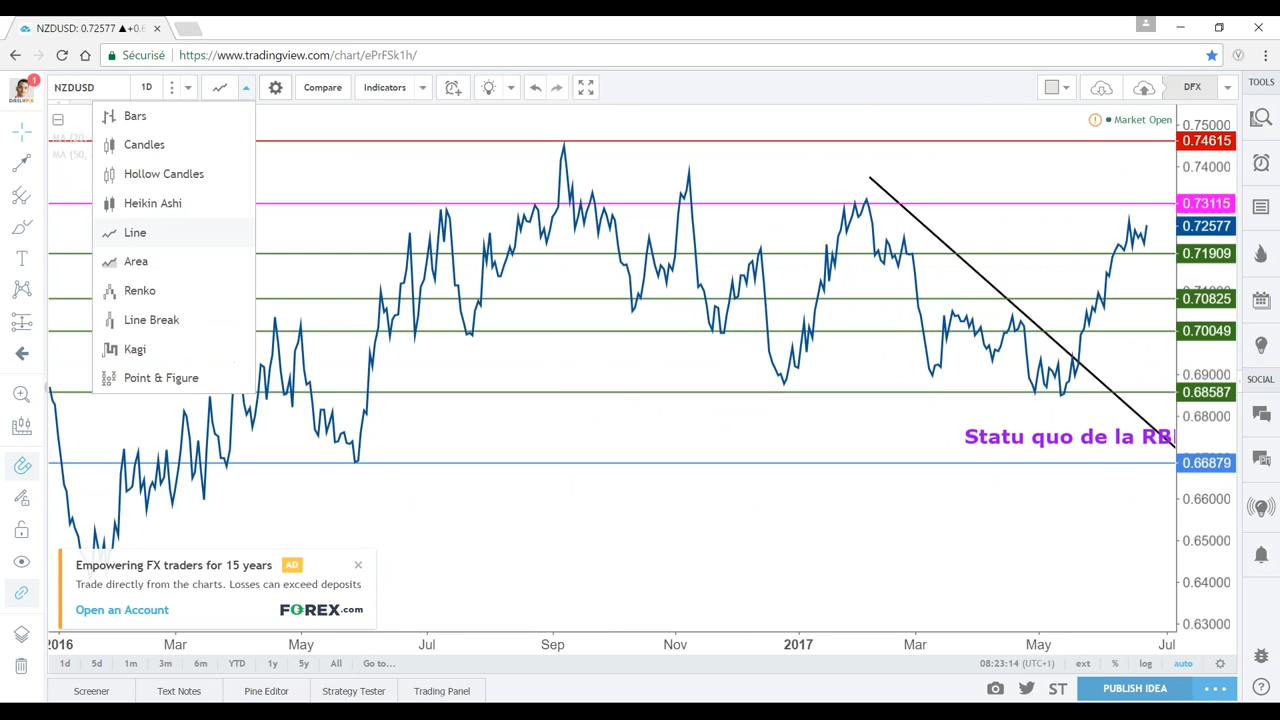 NZDUSD: 0.72577 ▲+0.6
Sécurisé https://www.tradingview.com/chart/ePrFSk1h/
1
DAILYFX
NZDUSD 1D Compare Indicators DFX TOOLS
Bars
Candles
Hollow Candles
Heikin Ashi
Line
Area
Renko
Line Break
Kagi
Point & Figure
MA (20,
MA (50,
Market Open
0.75000
0.74615
0.74000
0.73115
0.72577
0.71909
0.70825
0.70049
0.69000
0.68587
0.68000
0.66879
0.66000
0.65000
0.64000
0.63000
SOCIAL
Statu quo de la RB
Empowering FX traders for 15 years AD
Trade directly from the charts. Losses can exceed deposits
Open an Account FOREX.com
2016 Mar May Jul Sep Nov 2017 Mar May Jul
1d 5d 1m 3m 6m YTD 1y 5y All Go to... 08:23:14 (UTC+1) ext % log auto
Screener Text Notes Pine Editor Strategy Tester Trading Panel ST PUBLISH IDEA